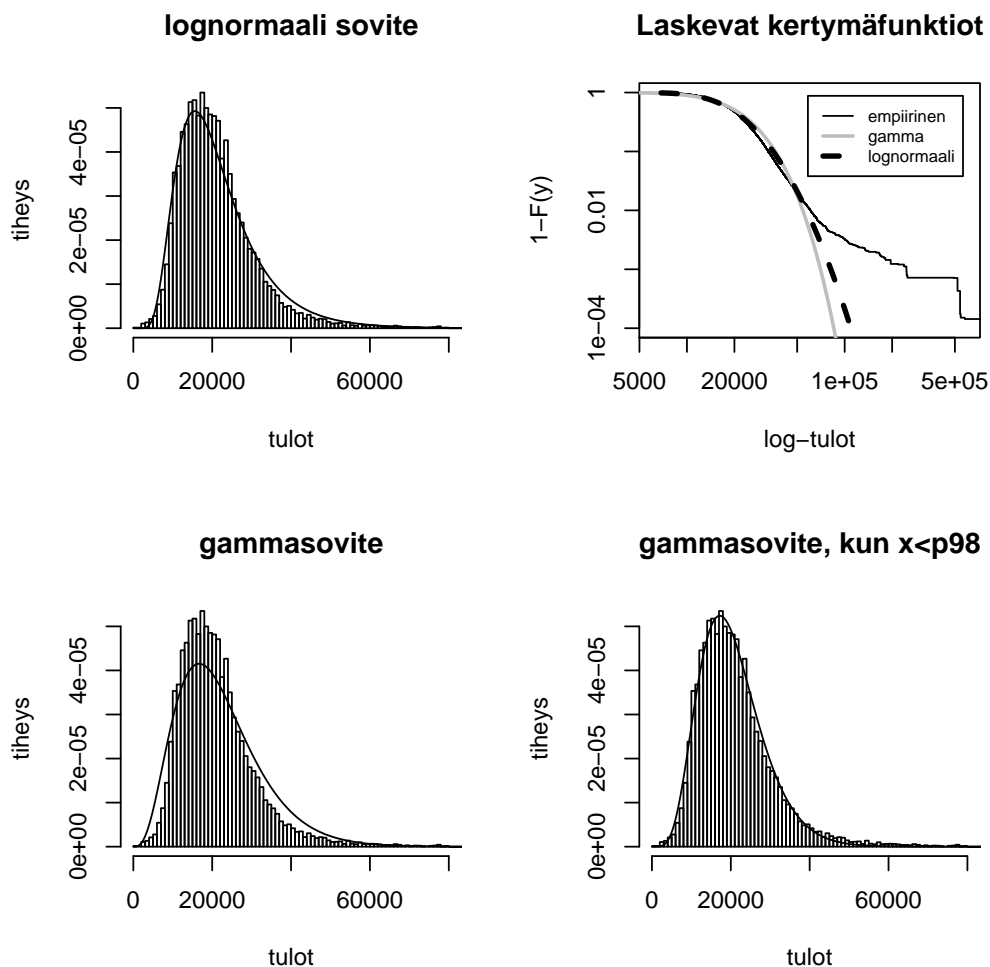 lognormaali sovite
tiheys
0e+00
2e-05
4e-05
0
20000
60000
tulot
Laskevat kertymäfunktiot
1-F(y)
1e-04
0.01
1
empiirinen
gamma
lognormaali
5000
20000
1e+05
5e+05
log-tulot
gammasovite
tiheys
0e+00
2e-05
4e-05
0
20000
60000
tulot
gammasovite, kun x<p98
tiheys
0e+00
2e-05
4e-05
0
20000
60000
tulot